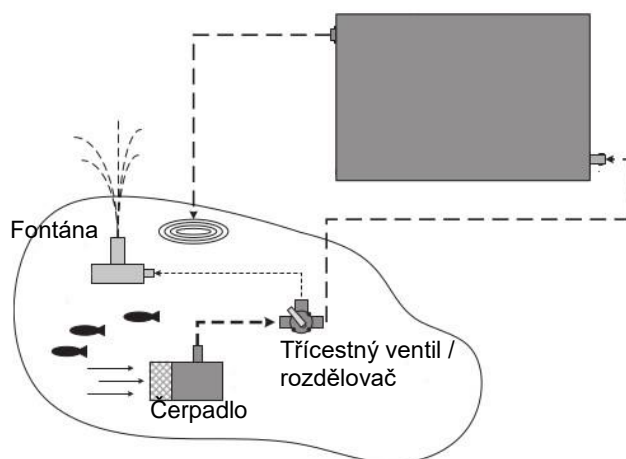 Fontána
Třícestný ventil /
rozdělovač
Čerpadlo